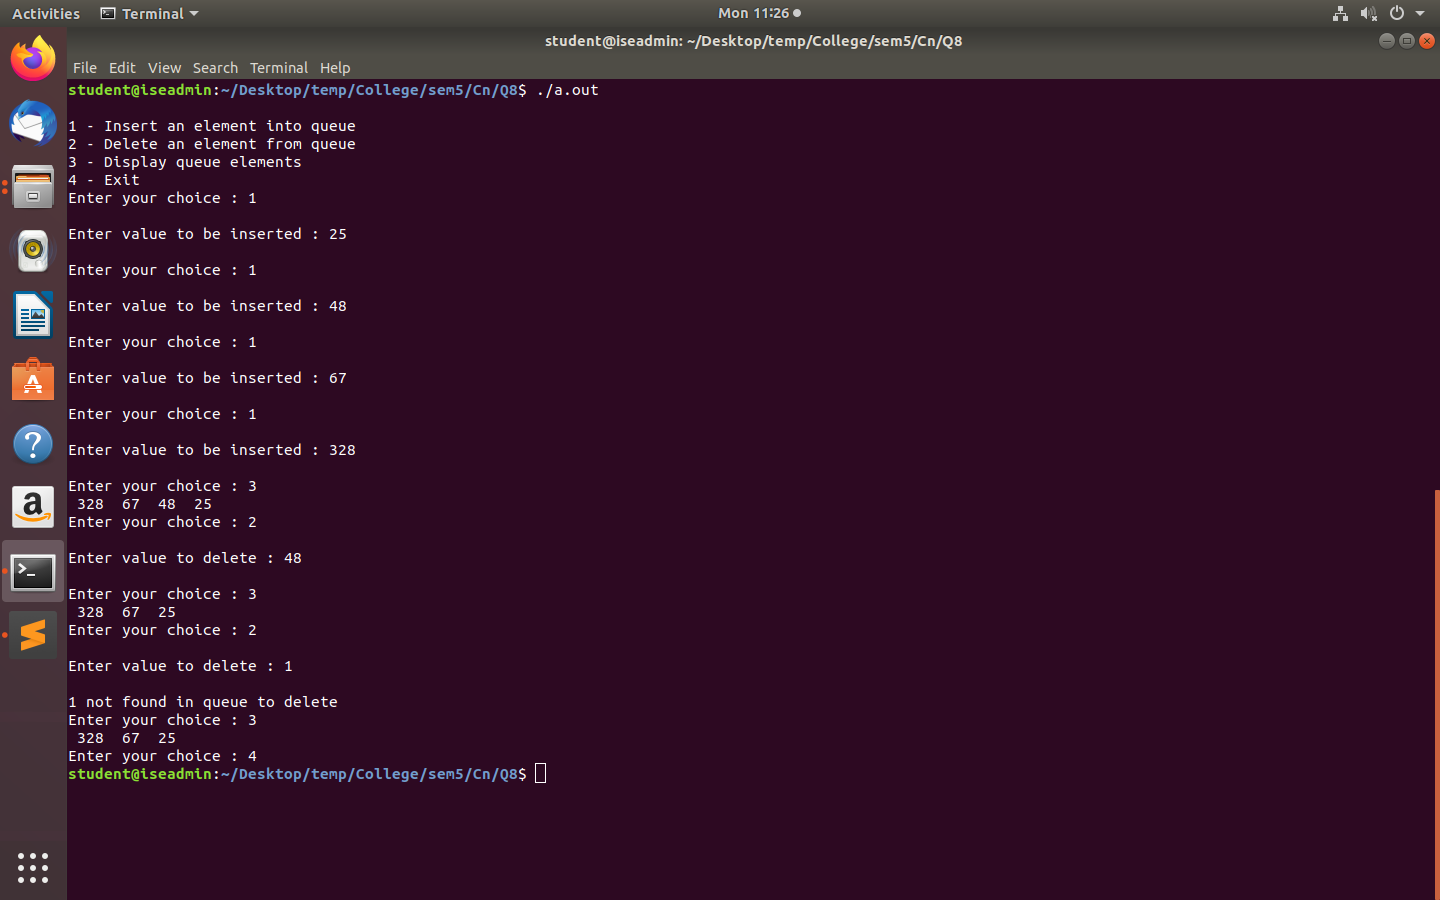 Activities Terminal Mon 11:26
student@iseadmin: ~/Desktop/temp/College/sem5/Cn/Q8
File Edit View Search Terminal Help
student@iseadmin:~/Desktop/temp/College/sem5/Cn/Q8$ ./a.out
1 - Insert an element into queue
2 - Delete an element from queue
3 - Display queue elements
4 - Exit
Enter your choice : 1
Enter value to be inserted : 25
Enter your choice : 1
Enter value to be inserted : 48
Enter your choice : 1
Enter value to be inserted : 67
Enter your choice : 1
Enter value to be inserted : 328
Enter your choice : 3
328 67 48 25
Enter your choice : 2
Enter value to delete : 48
Enter your choice : 3
328 67 25
Enter your choice : 2
Enter value to delete : 1
1 not found in queue to delete
Enter your choice : 3
328 67 25
Enter your choice : 4
student@iseadmin:~/Desktop/temp/College/sem5/Cn/Q8$